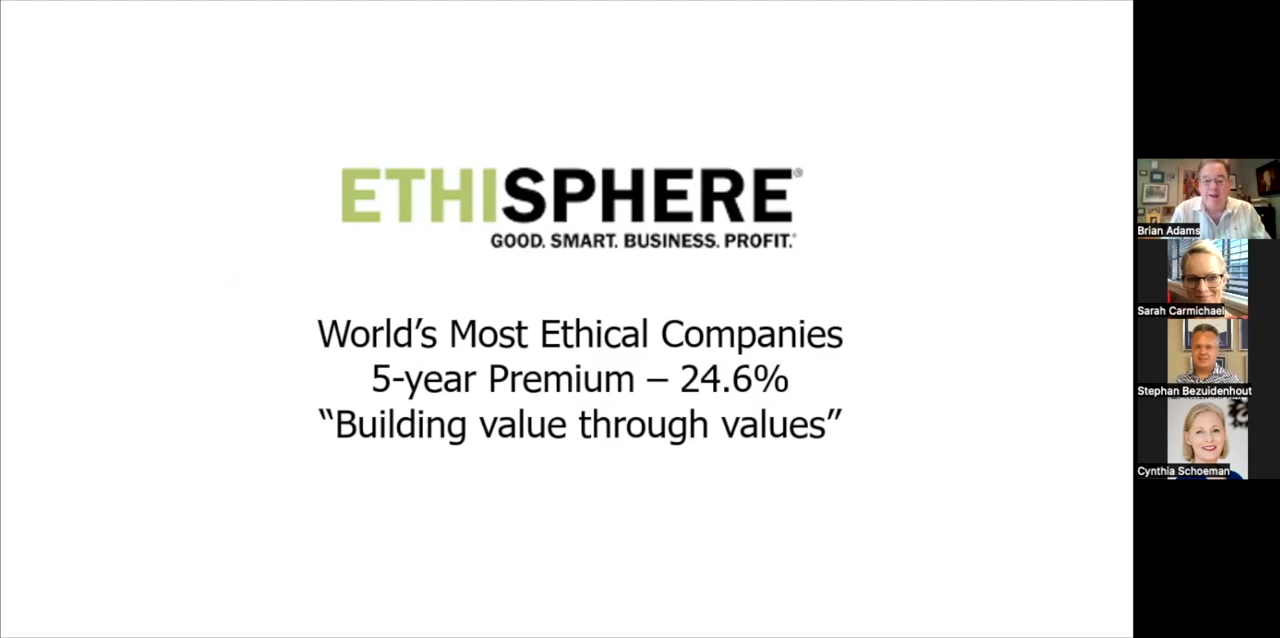 ETHISPHERE®
GOOD. SMART. BUSINESS. PROFIT.®
World's Most Ethical Companies
5-year Premium – 24.6%
“Building value through values”
Brian Adams
Sarah Carmichael
Stephan Bezuidenhout
Cynthia Schoeman